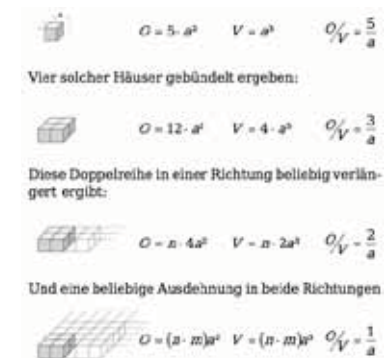 a
O = 5 · a² V = a³ O/V = 5/a
Vier solcher Häuser gebündelt ergeben:
O = 12 · a² V = 4 · a³ O/V = 3/a
Diese Doppelreihe in einer Richtung beliebig verlän-
gert ergibt:
O = n · 4a² V = n · 2a³ O/V = 2/a
Und eine beliebige Ausdehnung in beide Richtungen
O = (n · m)a² V = (n · m)a³ O/V = 1/a